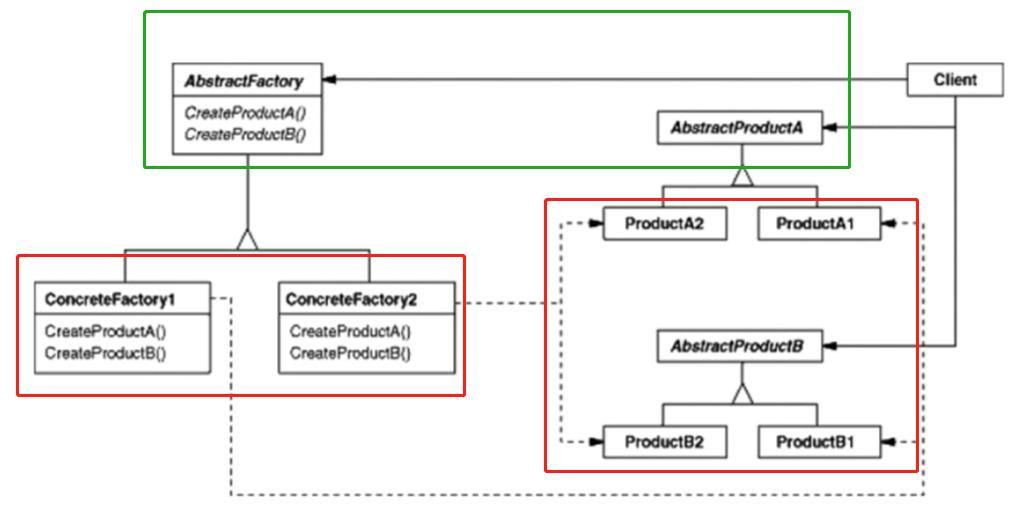 AbstractFactory
CreateProductA()
CreateProductB()
Client
AbstractProductA
ProductA2
ProductA1
ConcreteFactory1
CreateProductA()
CreateProductB()
ConcreteFactory2
CreateProductA()
CreateProductB()
AbstractProductB
ProductB2
ProductB1